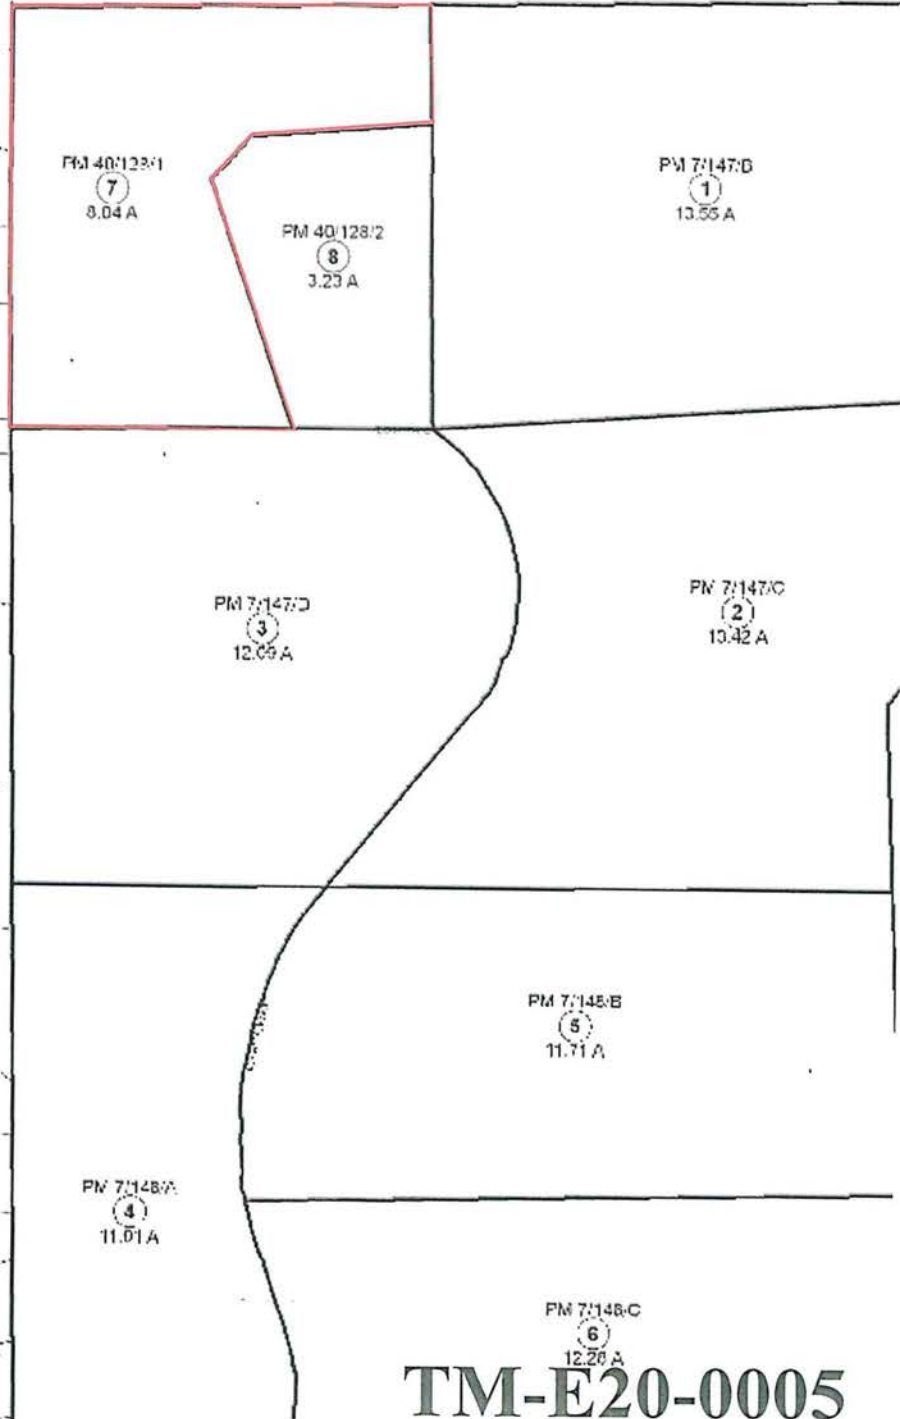 PM 40/128/1
7
8.04 A
PM 40/128/2
8
3.23 A
PM 7/147/B
1
13.55 A
PM 7/147/D
3
12.09 A
PM 7/147/C
2
13.42 A
PM 7/148/B
5
11.71 A
PM 7/148/A
4
11.01 A
PM 7/148/C
6
12.26 A
TM-E20-0005